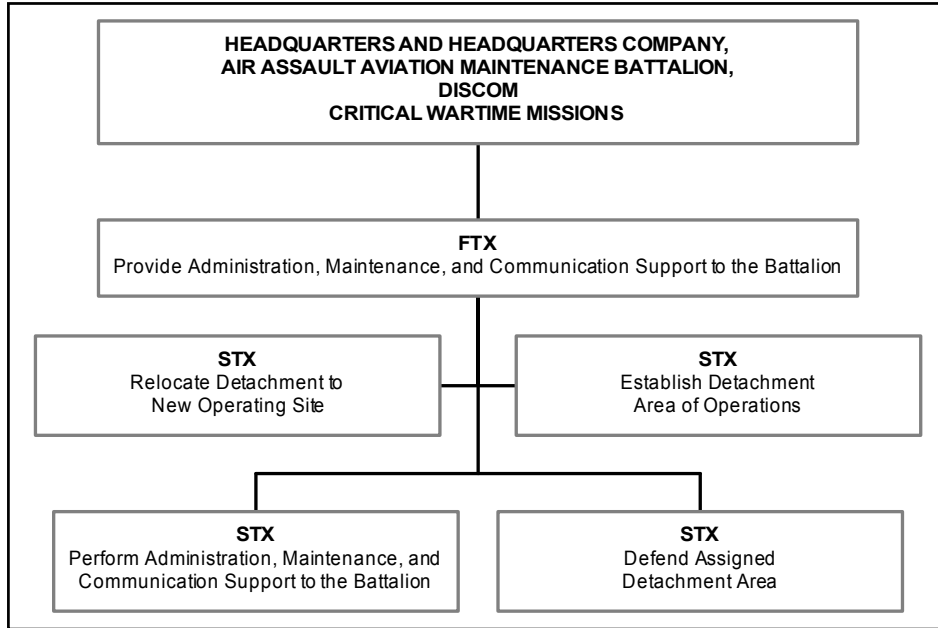 HEADQUARTERS AND HEADQUARTERS COMPANY,
AIR ASSAULT AVIATION MAINTENANCE BATTALION,
DISCOM
CRITICAL WARTIME MISSIONS
FTX
Provide Administration, Maintenance, and Communication Support to the Battalion
STX
Relocate Detachment to
New Operating Site
STX
Establish Detachment
Area of Operations
STX
Perform Administration, Maintenance, and
Communication Support to the Battalion
STX
Defend Assigned
Detachment Area